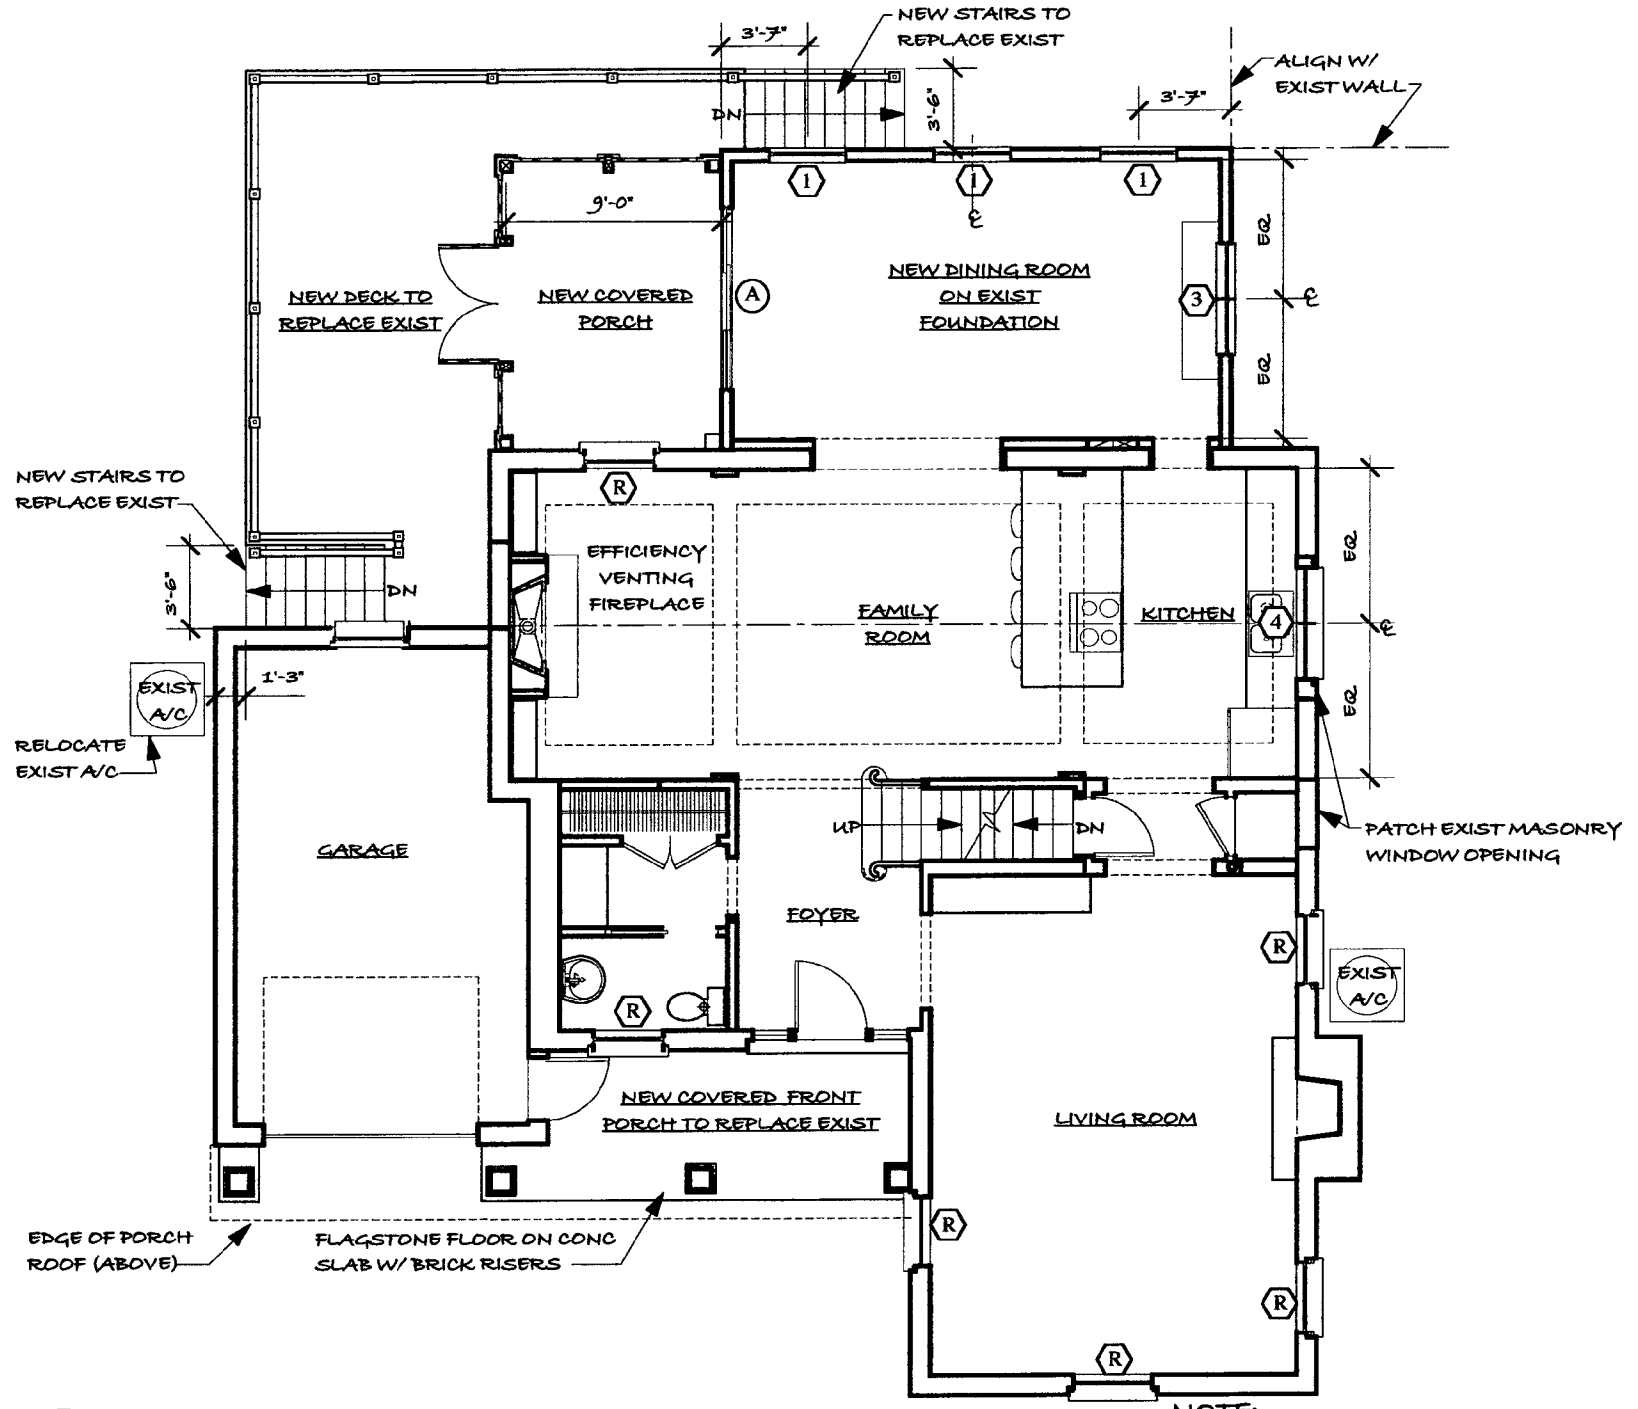 NEW STAIRS TO
REPLACE EXIST
3'-7"
3'-6"
DN
ALIGN W/
EXIST WALL
3'-7"
1
1
1
℄
9'-0"
EQ
NEW DINING ROOM
ON EXIST
FOUNDATION
NEW DECK TO
REPLACE EXIST
NEW COVERED
PORCH
A
3
℄
EQ
NEW STAIRS TO
REPLACE EXIST
R
3'-6"
DN
EFFICIENCY
VENTING
FIREPLACE
FAMILY
ROOM
KITCHEN
4
EQ
℄
EQ
1'-3"
EXIST
A/C
RELOCATE
EXIST A/C
UP
DN
PATCH EXIST MASONRY
WINDOW OPENING
GARAGE
FOYER
R
EXIST
A/C
R
NEW COVERED FRONT
PORCH TO REPLACE EXIST
LIVING ROOM
R
EDGE OF PORCH
ROOF (ABOVE)
FLAGSTONE FLOOR ON CONC
SLAB W/ BRICK RISERS
R
R
NOTE: